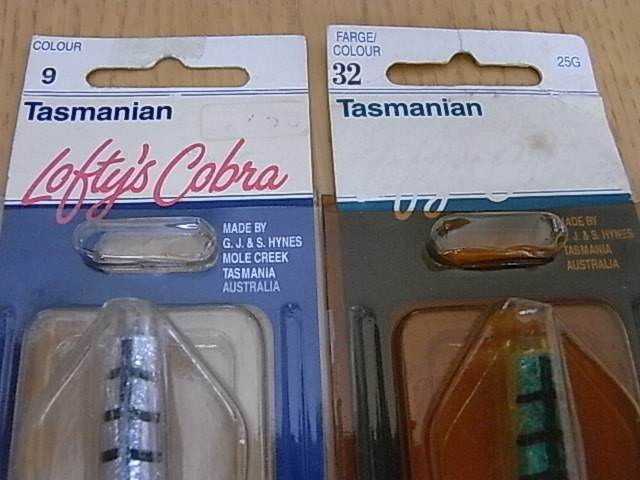 COLOUR
9
Tasmanian
Lofty's Cobra
MADE BY
G. J. & S. HYNES
MOLE CREEK
TASMANIA
AUSTRALIA
FARGE/
COLOUR
32
25G
Tasmanian
MADE BY
G. J. & S. HYNES
TASMANIA
AUSTRALIA